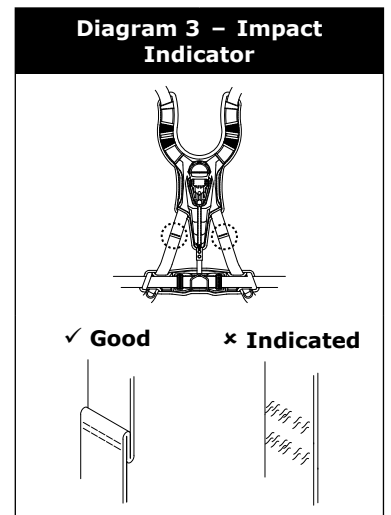 Diagram 3 – Impact
Indicator
✓ Good
✗ Indicated